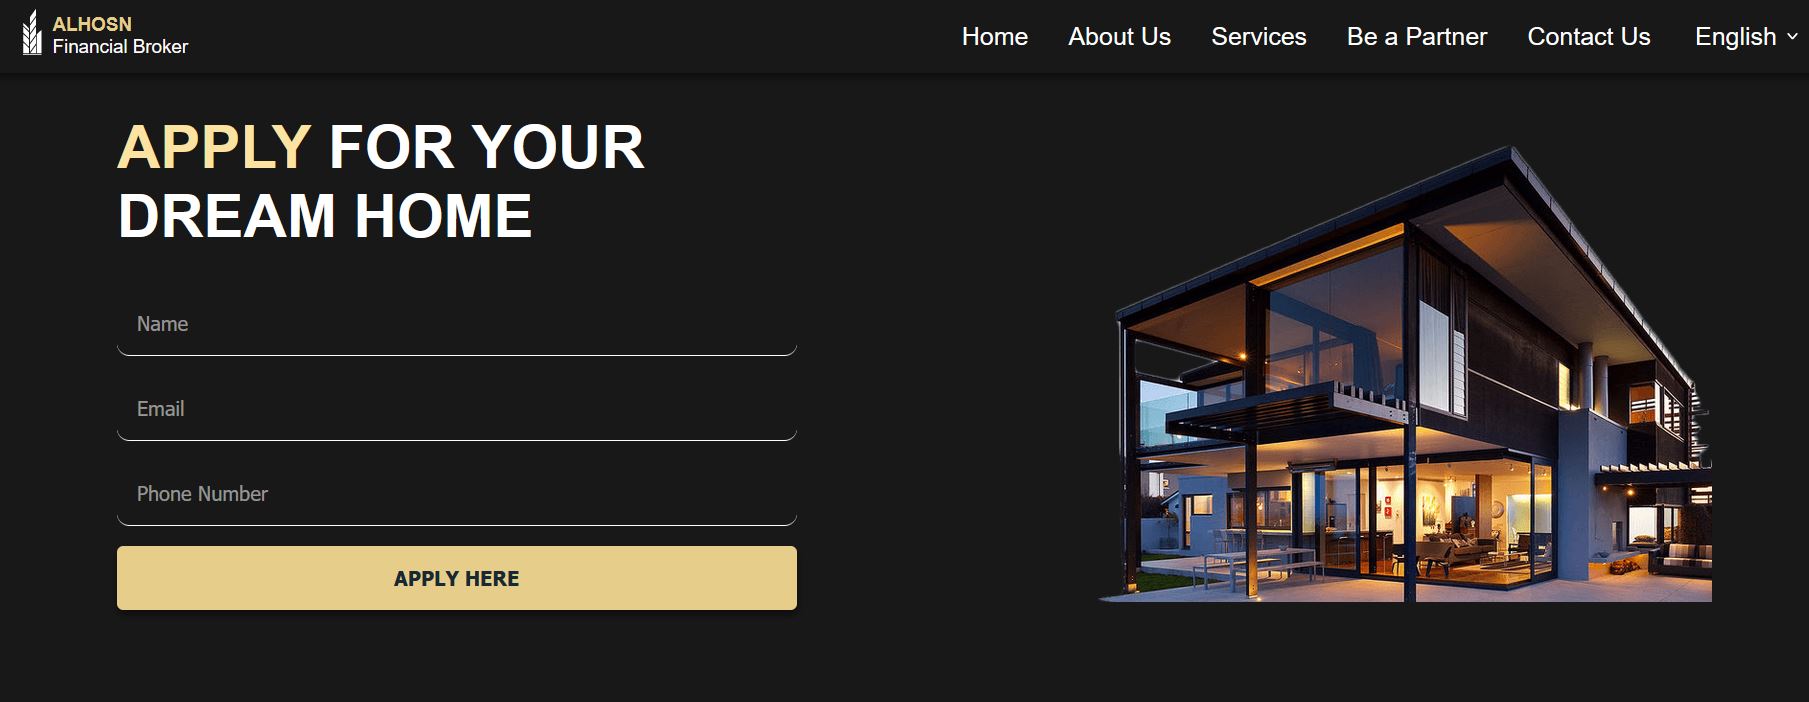 ALHOSN
Financial Broker
Home
About Us
Services
Be a Partner
Contact Us
English
APPLY FOR YOUR
DREAM HOME
Name
Email
Phone Number
APPLY HERE